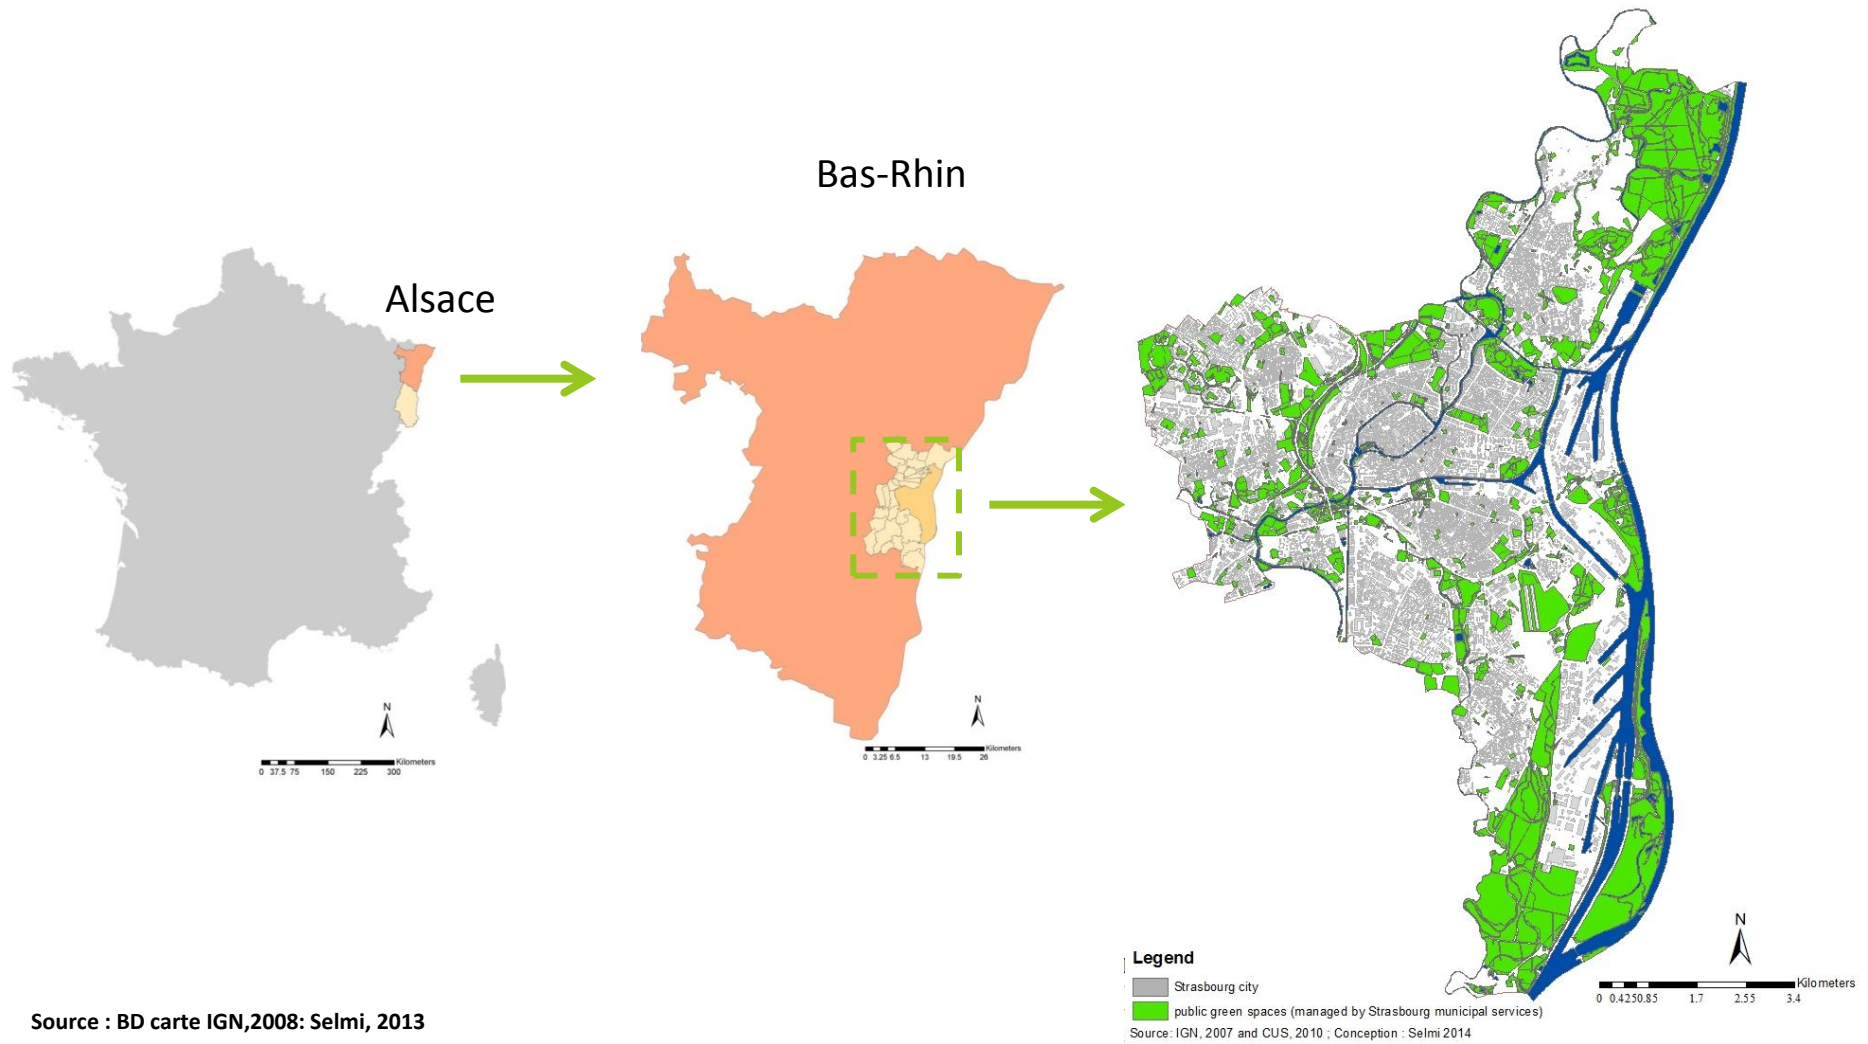 Bas-Rhin
Alsace
N
0 37.5 75 150 225 300
Kilometers
N
0 3.25 6.5 13 19.5 26
Kilometers
N
0 0.4250.85 1.7 2.55 3.4
Kilometers
Legend
Strasbourg city
public green spaces (managed by Strasbourg municipal services)
Source: IGN, 2007 and CUS, 2010 ; Conception : Selmi 2014
Source : BD carte IGN,2008: Selmi, 2013